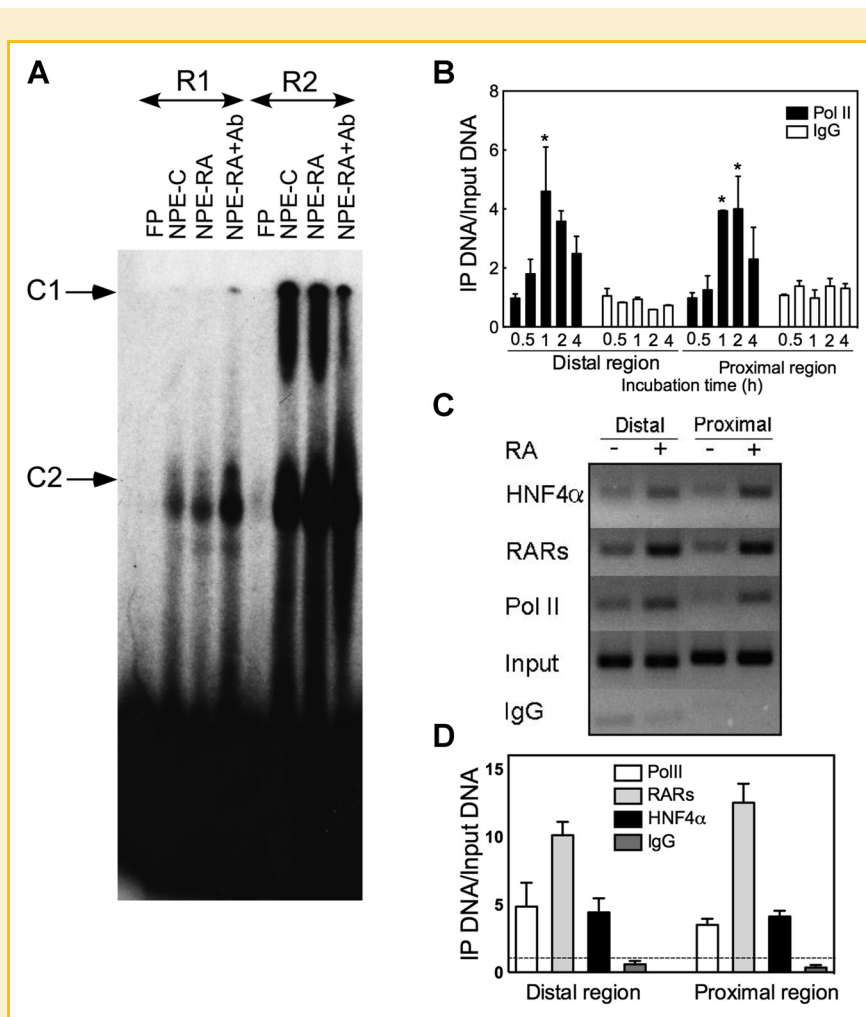 A
R1 R2
FP
NPE-C
NPE-RA
NPE-RA+Ab
FP
NPE-C
NPE-RA
NPE-RA+Ab
C1
C2
B
IP DNA/Input DNA
8
6
4
2
0
Pol II
IgG
* * *
0.5 1 2 4 0.5 1 2 4 0.5 1 2 4 0.5 1 2 4
Distal region Proximal region
Incubation time (h)
C
Distal Proximal
RA - + - +
HNF4α
RARs
Pol II
Input
IgG
D
IP DNA/Input DNA
15
10
5
0
PolII
RARs
HNF4α
IgG
Distal region Proximal region